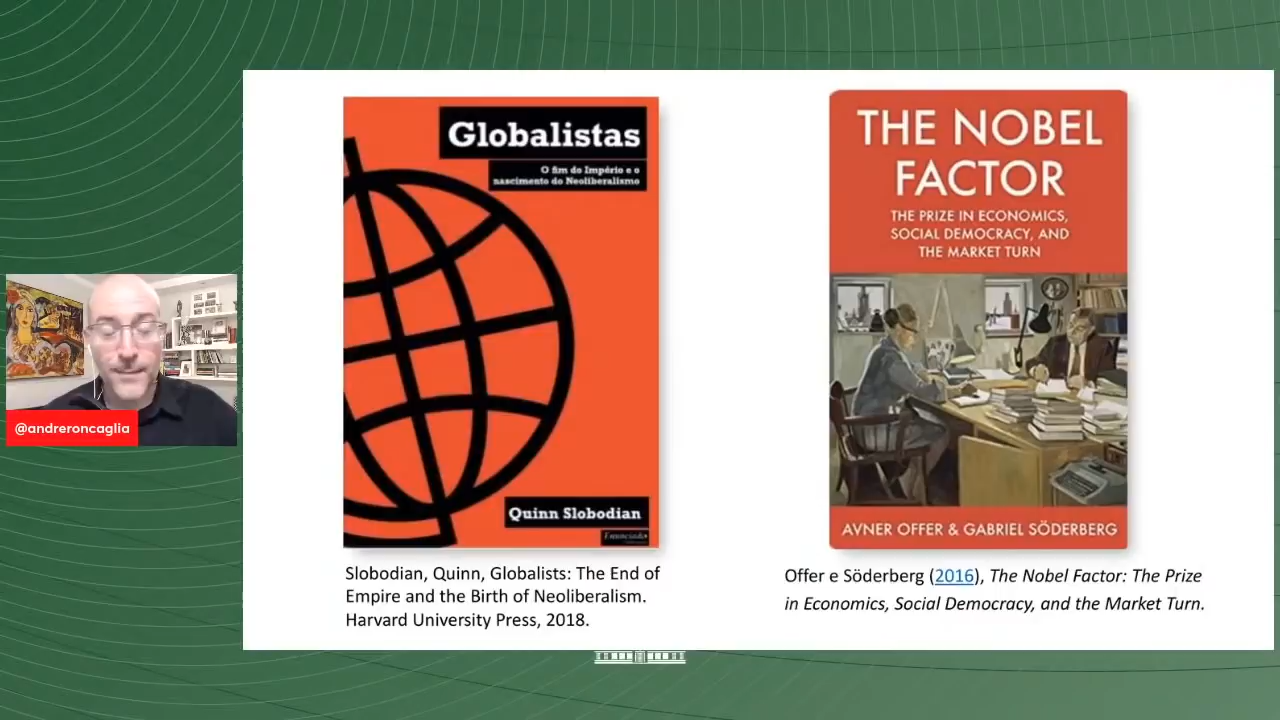 Globalistas
O fim do Império e o
nascimento do Neoliberalismo
Quinn Slobodian
Slobodian, Quinn, Globalists: The End of
Empire and the Birth of Neoliberalism.
Harvard University Press, 2018.
THE NOBEL
FACTOR
THE PRIZE IN ECONOMICS,
SOCIAL DEMOCRACY, AND
THE MARKET TURN
AVNER OFFER & GABRIEL SÖDERBERG
Offer e Söderberg (2016), The Nobel Factor: The Prize
in Economics, Social Democracy, and the Market Turn.
@andreroncaglia